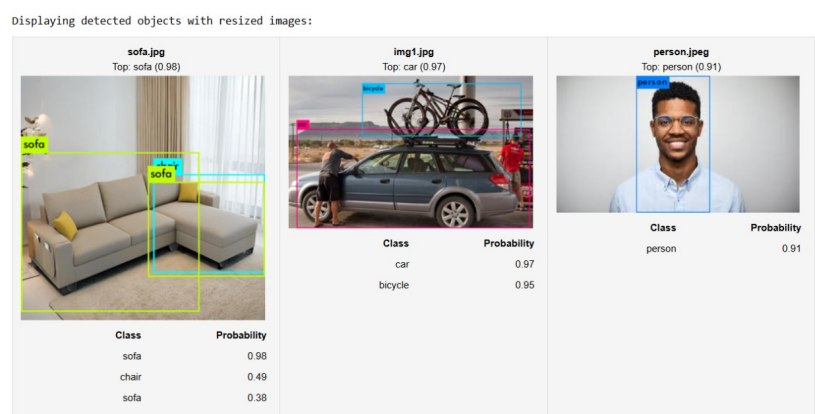 Displaying detected objects with resized images:
sofa.jpg
Top: sofa (0.98)
sofa
chair
sofa
Class Probability
sofa 0.98
chair 0.49
sofa 0.38
img1.jpg
Top: car (0.97)
bicycle
car
Class Probability
car 0.97
bicycle 0.95
person.jpeg
Top: person (0.91)
person
Class Probability
person 0.91